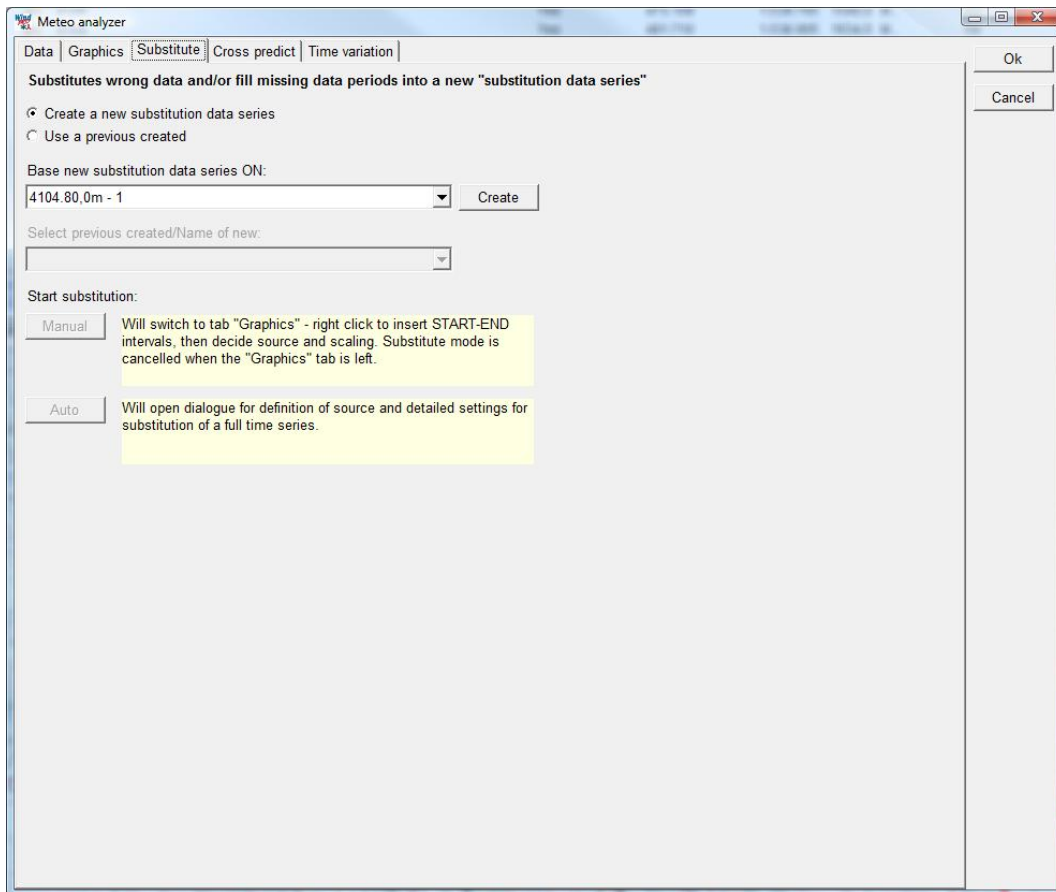 Meteo analyzer
Data Graphics Substitute Cross predict Time variation
Ok
Cancel
Substitutes wrong data and/or fill missing data periods into a new "substitution data series"
Create a new substitution data series
Use a previous created
Base new substitution data series ON:
4104.80,0m - 1
Create
Select previous created/Name of new:
Start substitution:
Manual
Will switch to tab "Graphics" - right click to insert START-END
intervals, then decide source and scaling. Substitute mode is
cancelled when the "Graphics" tab is left.
Auto
Will open dialogue for definition of source and detailed settings for
substitution of a full time series.